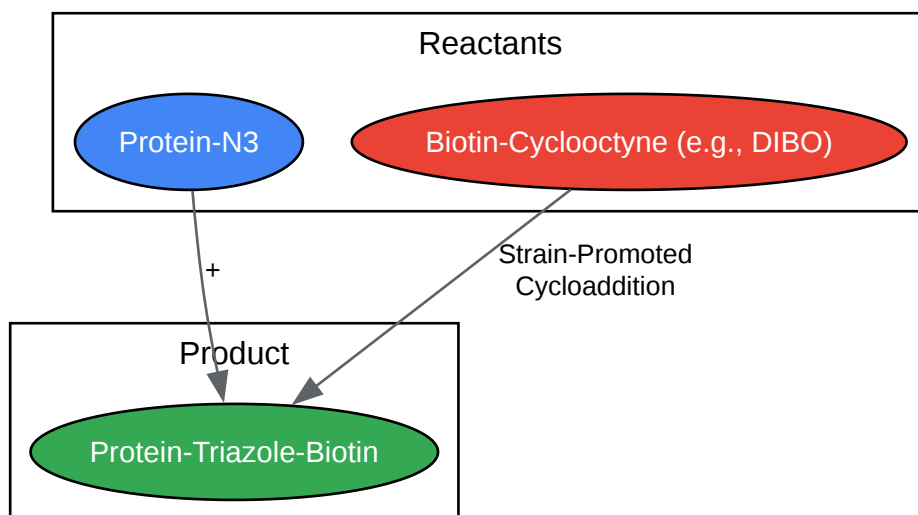 Reactants
Protein-N3
Biotin-Cyclooctyne (e.g., DIBO)
+
Strain-Promoted
Cycloaddition
Product
Protein-Triazole-Biotin